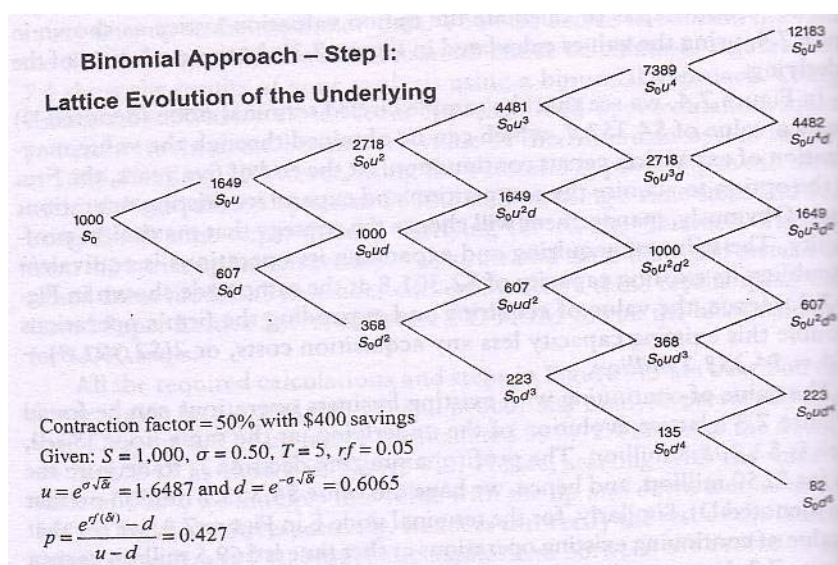 Binomial Approach – Step I:
Lattice Evolution of the Underlying
1000
S₀
1649
S₀u
607
S₀d
2718
S₀u²
1000
S₀ud
368
S₀d²
4481
S₀u³
1649
S₀u²d
607
S₀ud²
223
S₀d³
7389
S₀u⁴
2718
S₀u³d
1000
S₀u²d²
368
S₀ud³
135
S₀d⁴
12183
S₀u⁵
4482
S₀u⁴d
1649
S₀u³d²
607
S₀u²d³
223
S₀ud⁴
82
S₀d⁵
Contraction factor = 50% with $400 savings
Given: S = 1,000, σ = 0.50, T = 5, rf = 0.05
u = e^{σ√δt} = 1.6487 and d = e^{−σ√δt} = 0.6065
p = (e^{rf(δt)} − d)/(u − d) = 0.427